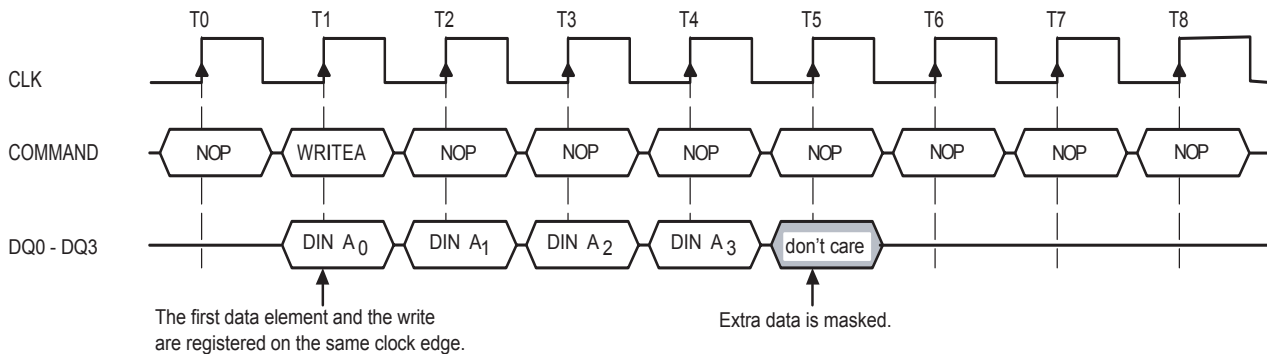 T0 T1 T2 T3 T4 T5 T6 T7 T8
CLK
COMMAND NOP WRITEA NOP NOP NOP NOP NOP NOP NOP
DQ0 - DQ3 DIN A0 DIN A1 DIN A2 DIN A3 don't care
The first data element and the write
are registered on the same clock edge.
Extra data is masked.